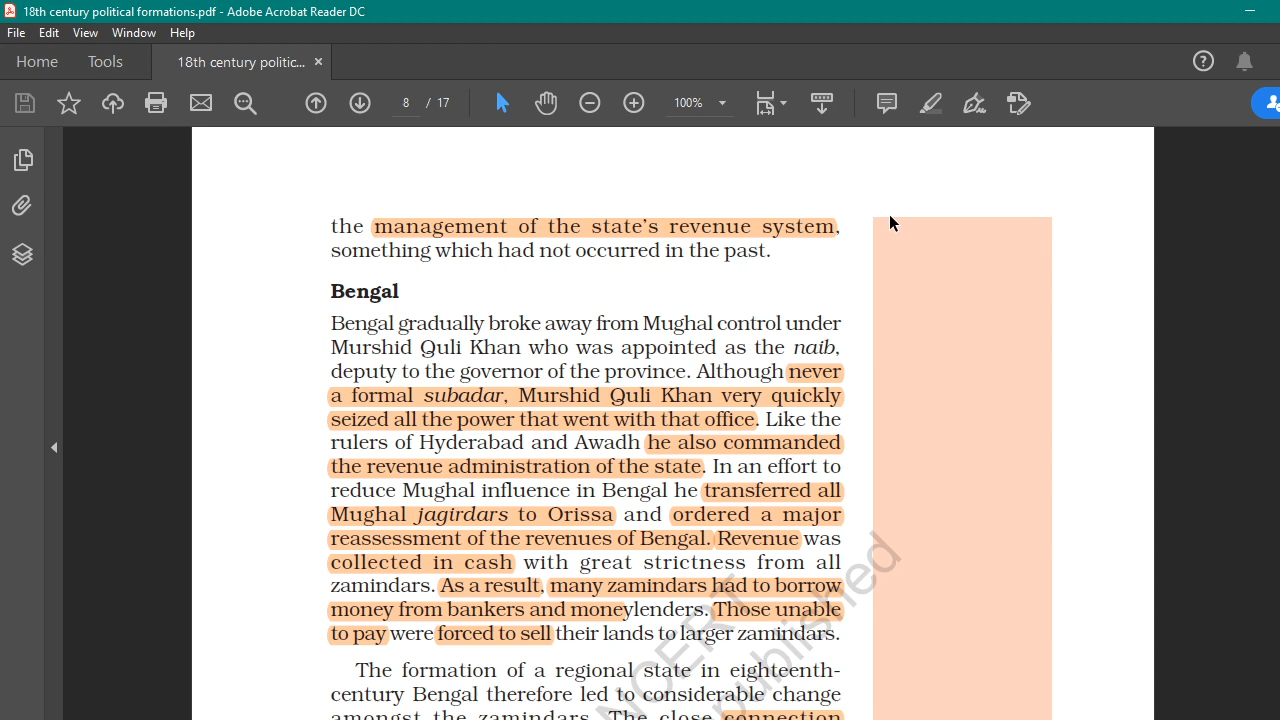 18th century political formations.pdf - Adobe Acrobat Reader DC
File Edit View Window Help
Home Tools 18th century politic... ×
8 / 17 100%
the management of the state's revenue system,
something which had not occurred in the past.
Bengal
Bengal gradually broke away from Mughal control under
Murshid Quli Khan who was appointed as the naib,
deputy to the governor of the province. Although never
a formal subadar, Murshid Quli Khan very quickly
seized all the power that went with that office. Like the
rulers of Hyderabad and Awadh he also commanded
the revenue administration of the state. In an effort to
reduce Mughal influence in Bengal he transferred all
Mughal jagirdars to Orissa and ordered a major
reassessment of the revenues of Bengal. Revenue was
collected in cash with great strictness from all
zamindars. As a result, many zamindars had to borrow
money from bankers and moneylenders. Those unable
to pay were forced to sell their lands to larger zamindars.
The formation of a regional state in eighteenth-
century Bengal therefore led to considerable change
amongst the zamindars. The close connection
NCERT
published